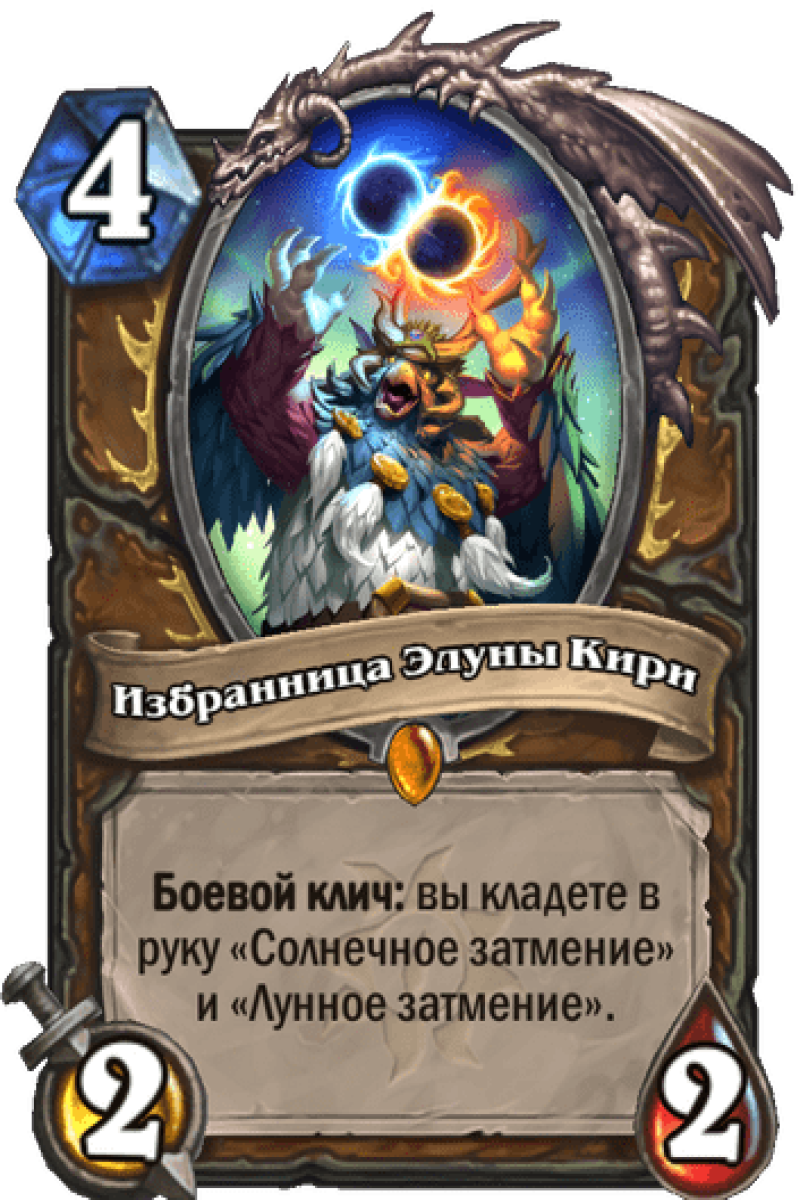 4
Избранница Элуны Кири
Боевой клич: вы кладете в
руку «Солнечное затмение»
и «Лунное затмение».
2
2